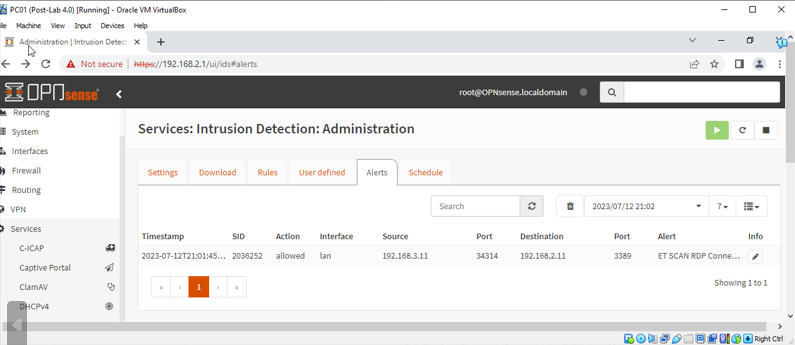 PC01 (Post-Lab 4.0) [Running] - Oracle VM VirtualBox
File Machine View Input Devices Help
Administration | Intrusion Detect
Not secure https://192.168.2.1/ui/ids#alerts
OPNsense root@OPNsense.localdomain
Reporting
System
Interfaces
Firewall
Routing
VPN
Services
C-ICAP
Captive Portal
ClamAV
DHCPv4
Services: Intrusion Detection: Administration
Settings Download Rules User defined Alerts Schedule
Search 2023/07/12 21:02 7
Timestamp SID Action Interface Source Port Destination Port Alert Info
2023-07-12T21:01:45... 2036252 allowed lan 192.168.3.11 34314 192.168.2.11 3389 ET SCAN RDP Conne...
« ‹ 1 › » Showing 1 to 1
Right Ctrl